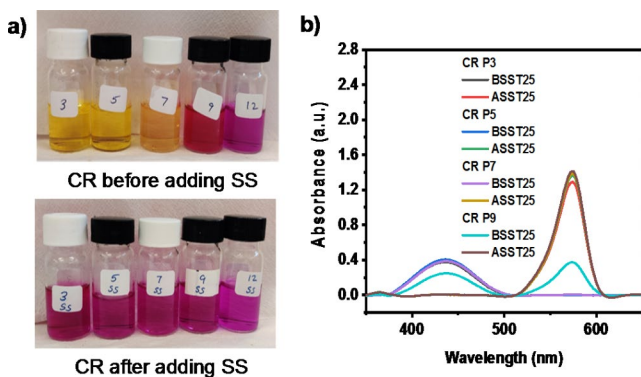 a)
3
5
7
9
12
CR before adding SS
3
SS
5
SS
7
SS
9
SS
12
SS
CR after adding SS
b)
Absorbance (a.u.)
2.8
2.4
2.0
1.6
1.2
0.8
0.4
0.0
CR P3
BSST25
ASST25
CR P5
BSST25
ASST25
CR P7
BSST25
ASST25
CR P9
BSST25
ASST25
400 500 600
Wavelength (nm)